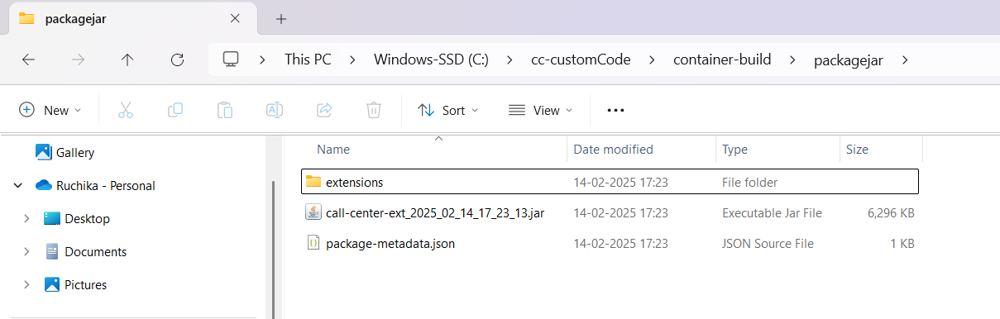 packagejar
This PC > Windows-SSD (C:) > cc-customCode > container-build > packagejar >
New Sort View
Gallery
Ruchika - Personal
Desktop
Documents
Pictures
Name Date modified Type Size
extensions 14-02-2025 17:23 File folder
call-center-ext_2025_02_14_17_23_13.jar 14-02-2025 17:23 Executable Jar File 6,296 KB
package-metadata.json 14-02-2025 17:23 JSON Source File 1 KB